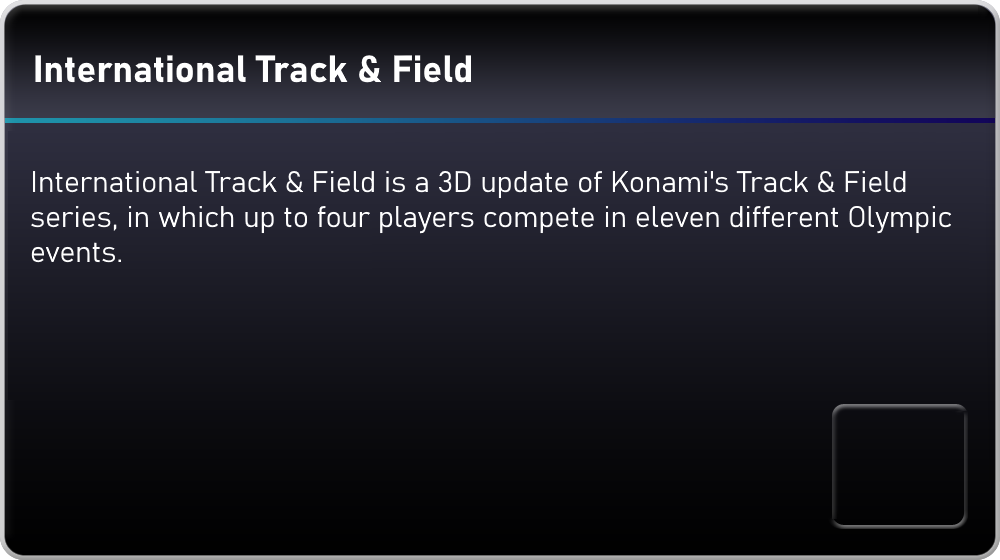 International Track & Field
International Track & Field is a 3D update of Konami's Track & Field
series, in which up to four players compete in eleven different Olympic
events.